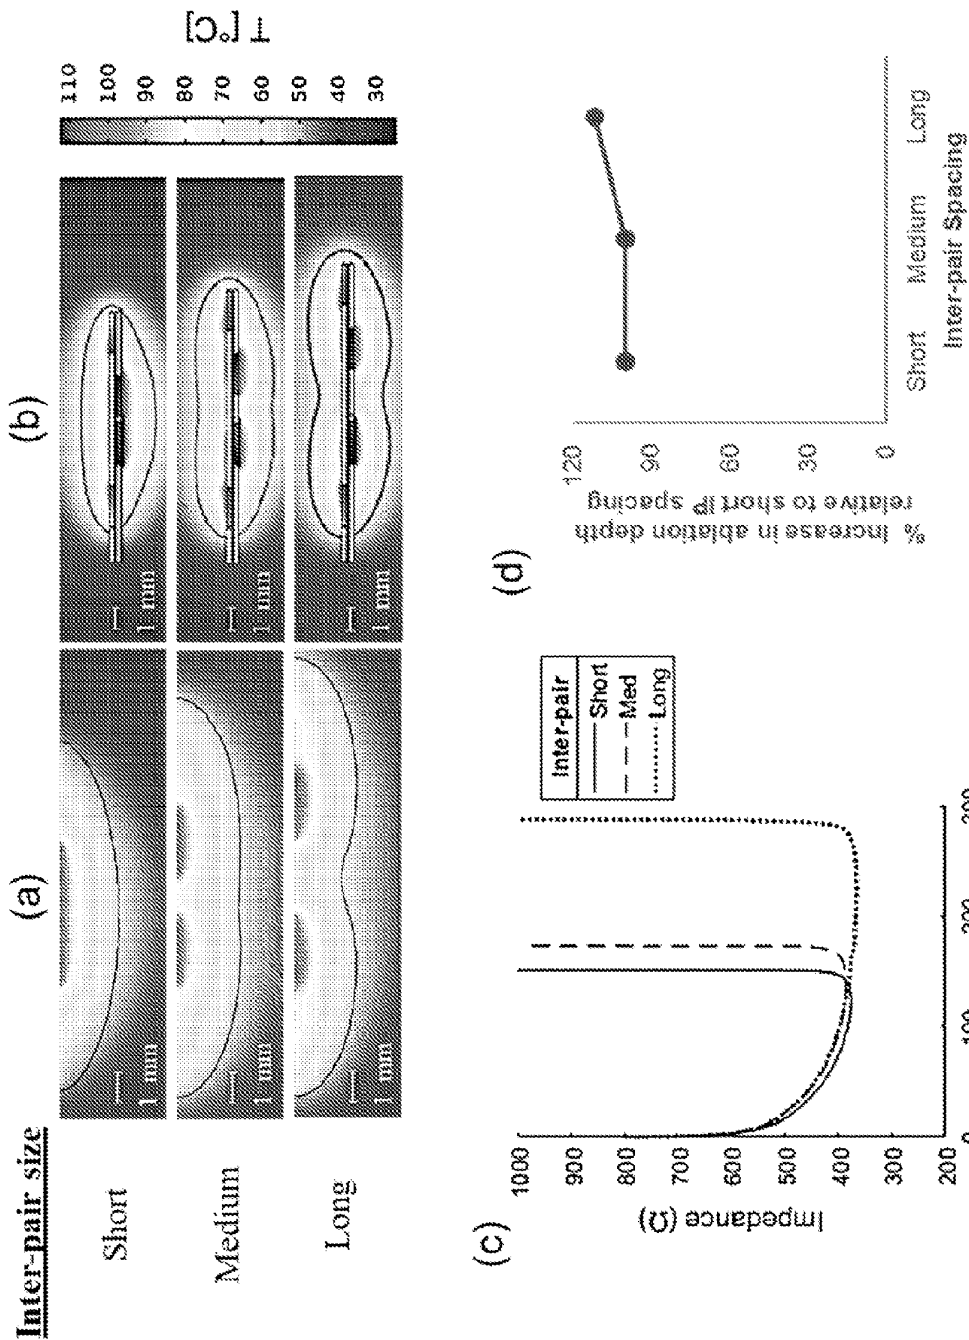 Inter-pair size
(a)
(b)
Short
Medium
Long
1 mm
1 mm
1 mm
1 mm
1 mm
1 mm
110
100
90
80
70
60
50
40
30
T [°C]
(c)
Impedance (Ω)
1000
900
800
700
600
500
400
300
200
0
100
200
300
Inter-pair
Short
Med
Long
(d)
% Increase in ablation depth
relative to short IP spacing
120
90
60
30
0
Short
Medium
Long
Inter-pair Spacing